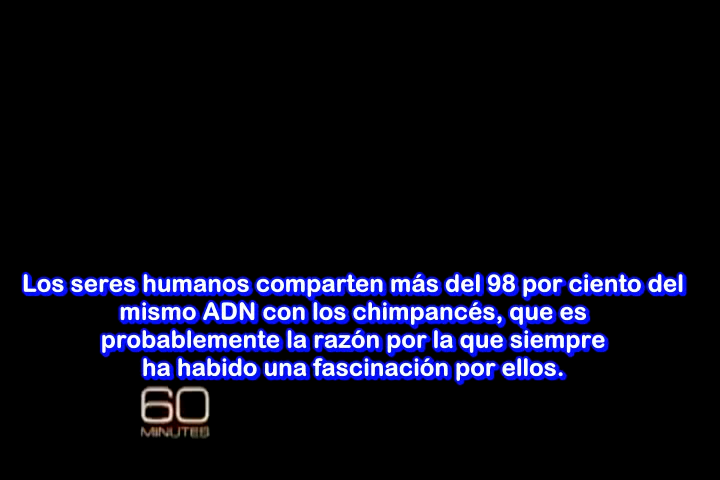 Los seres humanos comparten más del 98 por ciento del
mismo ADN con los chimpancés, que es
probablemente la razón por la que siempre
ha habido una fascinación por ellos.
60
MINUTES